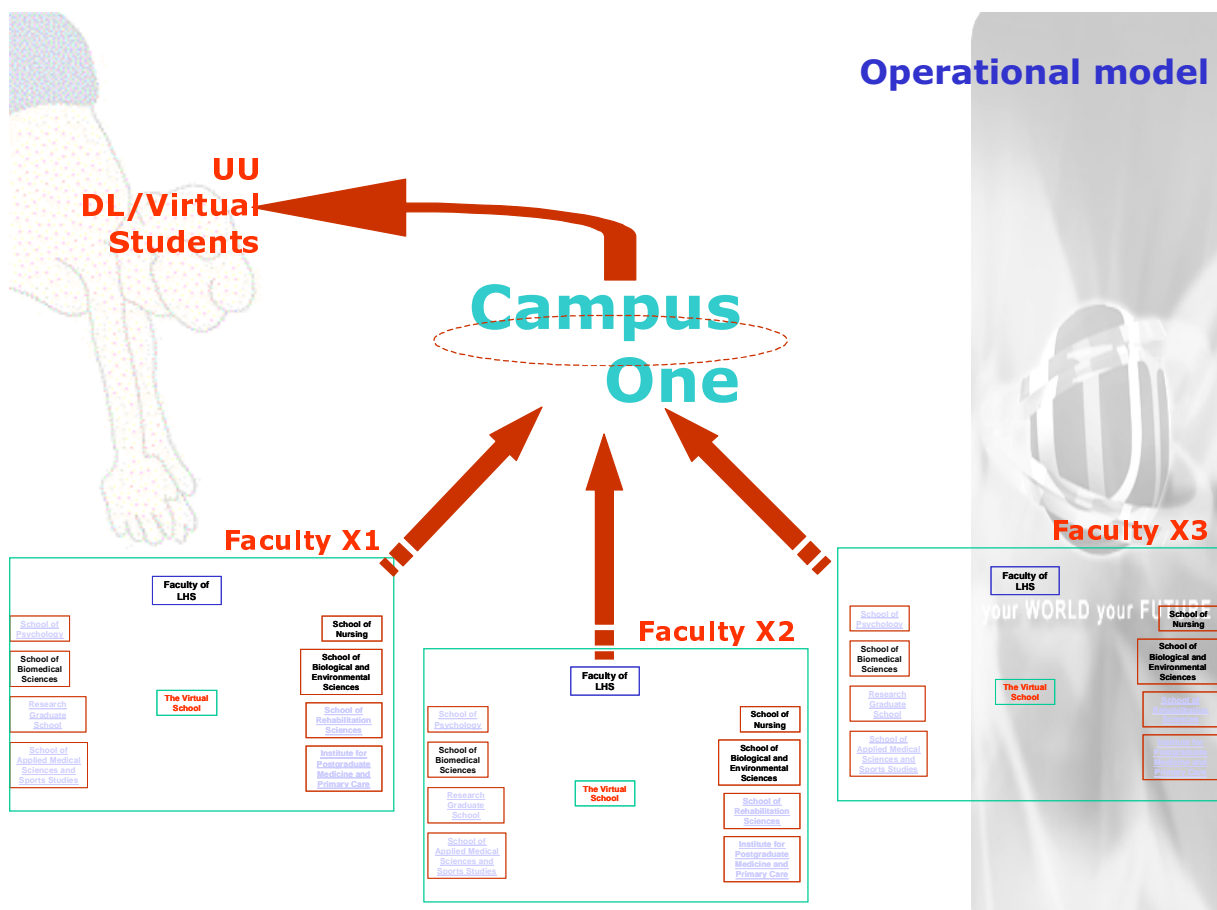 Operational model
UU
DL/Virtual
Students
Campus
One
Faculty X1
Faculty of
LHS
School of
Psychology
School of
Biomedical
Sciences
Research
Graduate
School
School of
Applied Medical
Sciences and
Sports Studies
The Virtual
School
School of
Nursing
School of
Biological and
Environmental
Sciences
School of
Rehabilitation
Sciences
Institute for
Postgraduate
Medicine and
Primary Care
Faculty X2
Faculty of
LHS
School of
Psychology
School of
Biomedical
Sciences
Research
Graduate
School
School of
Applied Medical
Sciences and
Sports Studies
The Virtual
School
School of
Nursing
School of
Biological and
Environmental
Sciences
School of
Rehabilitation
Sciences
Institute for
Postgraduate
Medicine and
Primary Care
Faculty X3
Faculty of
LHS
your WORLD your FUTURE
School of
Psychology
School of
Biomedical
Sciences
Research
Graduate
School
School of
Applied Medical
Sciences and
Sports Studies
The Virtual
School
School of
Nursing
School of
Biological and
Environmental
Sciences